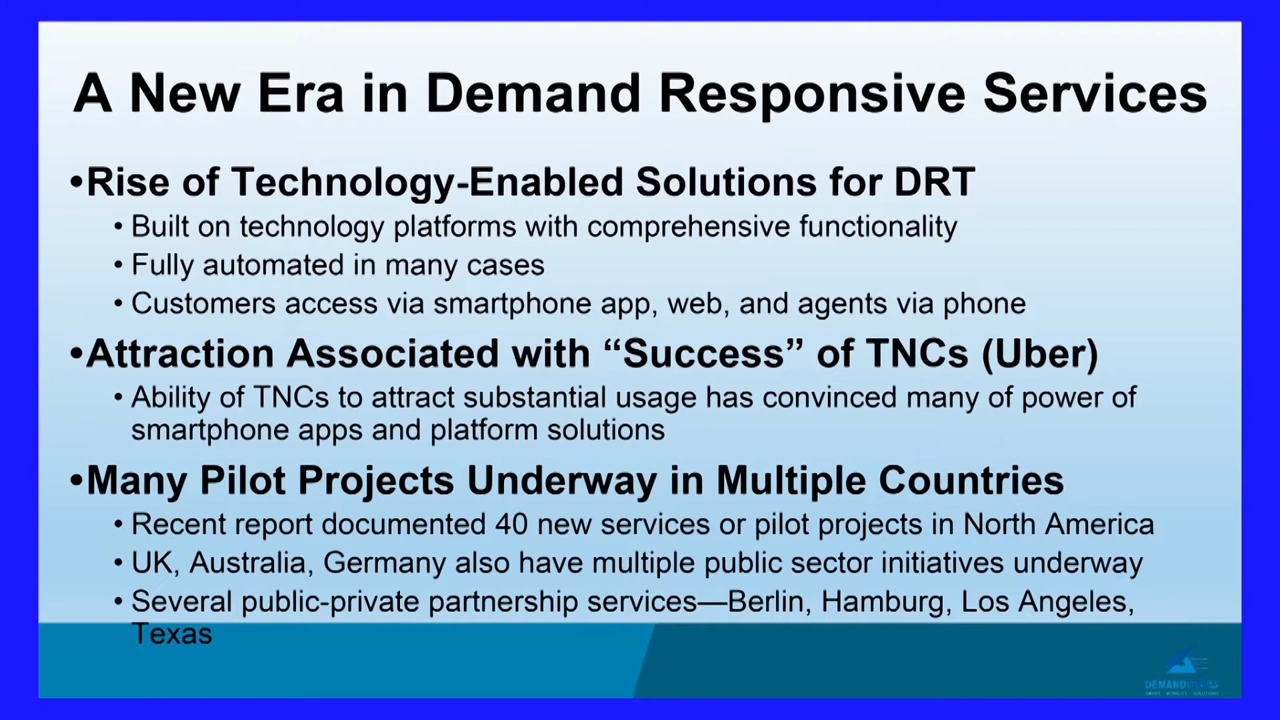 A New Era in Demand Responsive Services
•Rise of Technology-Enabled Solutions for DRT
• Built on technology platforms with comprehensive functionality
• Fully automated in many cases
• Customers access via smartphone app, web, and agents via phone
•Attraction Associated with “Success” of TNCs (Uber)
• Ability of TNCs to attract substantial usage has convinced many of power of
smartphone apps and platform solutions
•Many Pilot Projects Underway in Multiple Countries
• Recent report documented 40 new services or pilot projects in North America
• UK, Australia, Germany also have multiple public sector initiatives underway
• Several public-private partnership services—Berlin, Hamburg, Los Angeles,
Texas